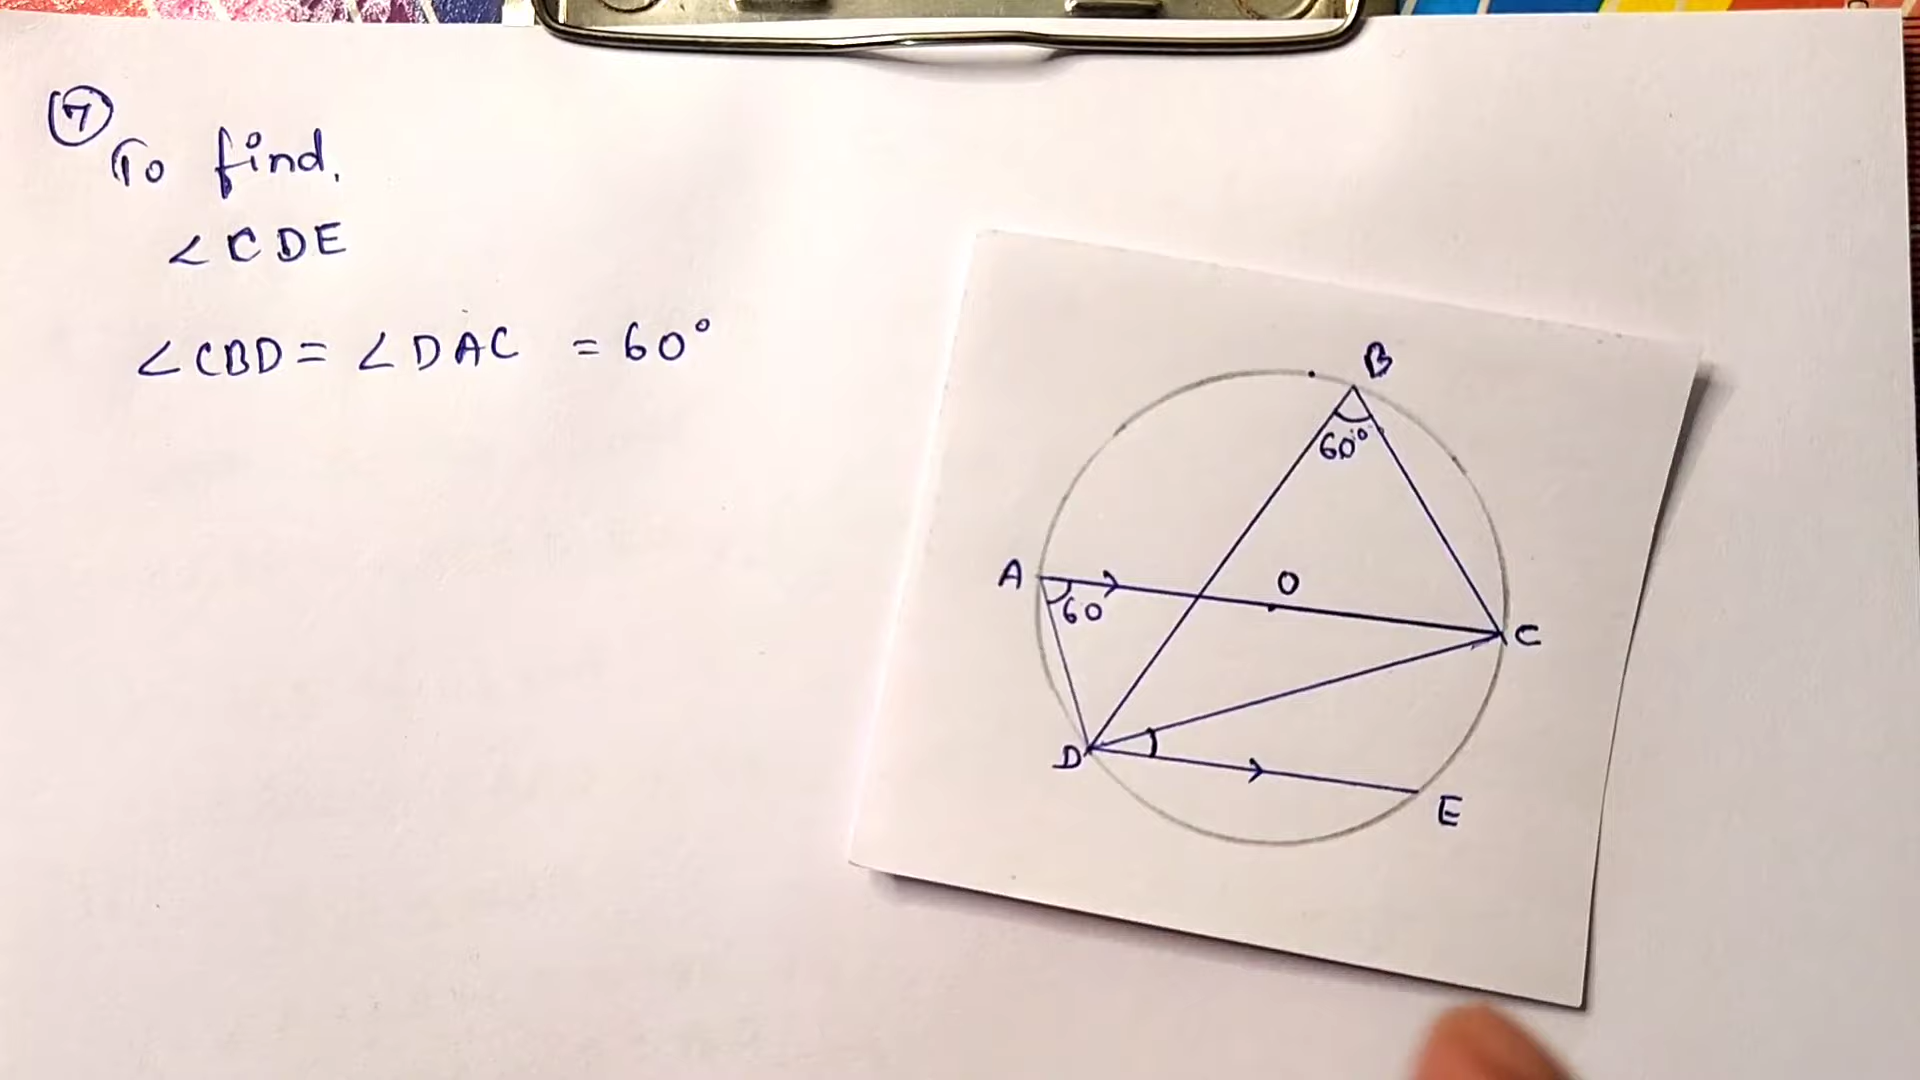 7
To find,
∠CDE
∠CBD = ∠DAC = 60°
B
60°
A
60
O
C
D
E